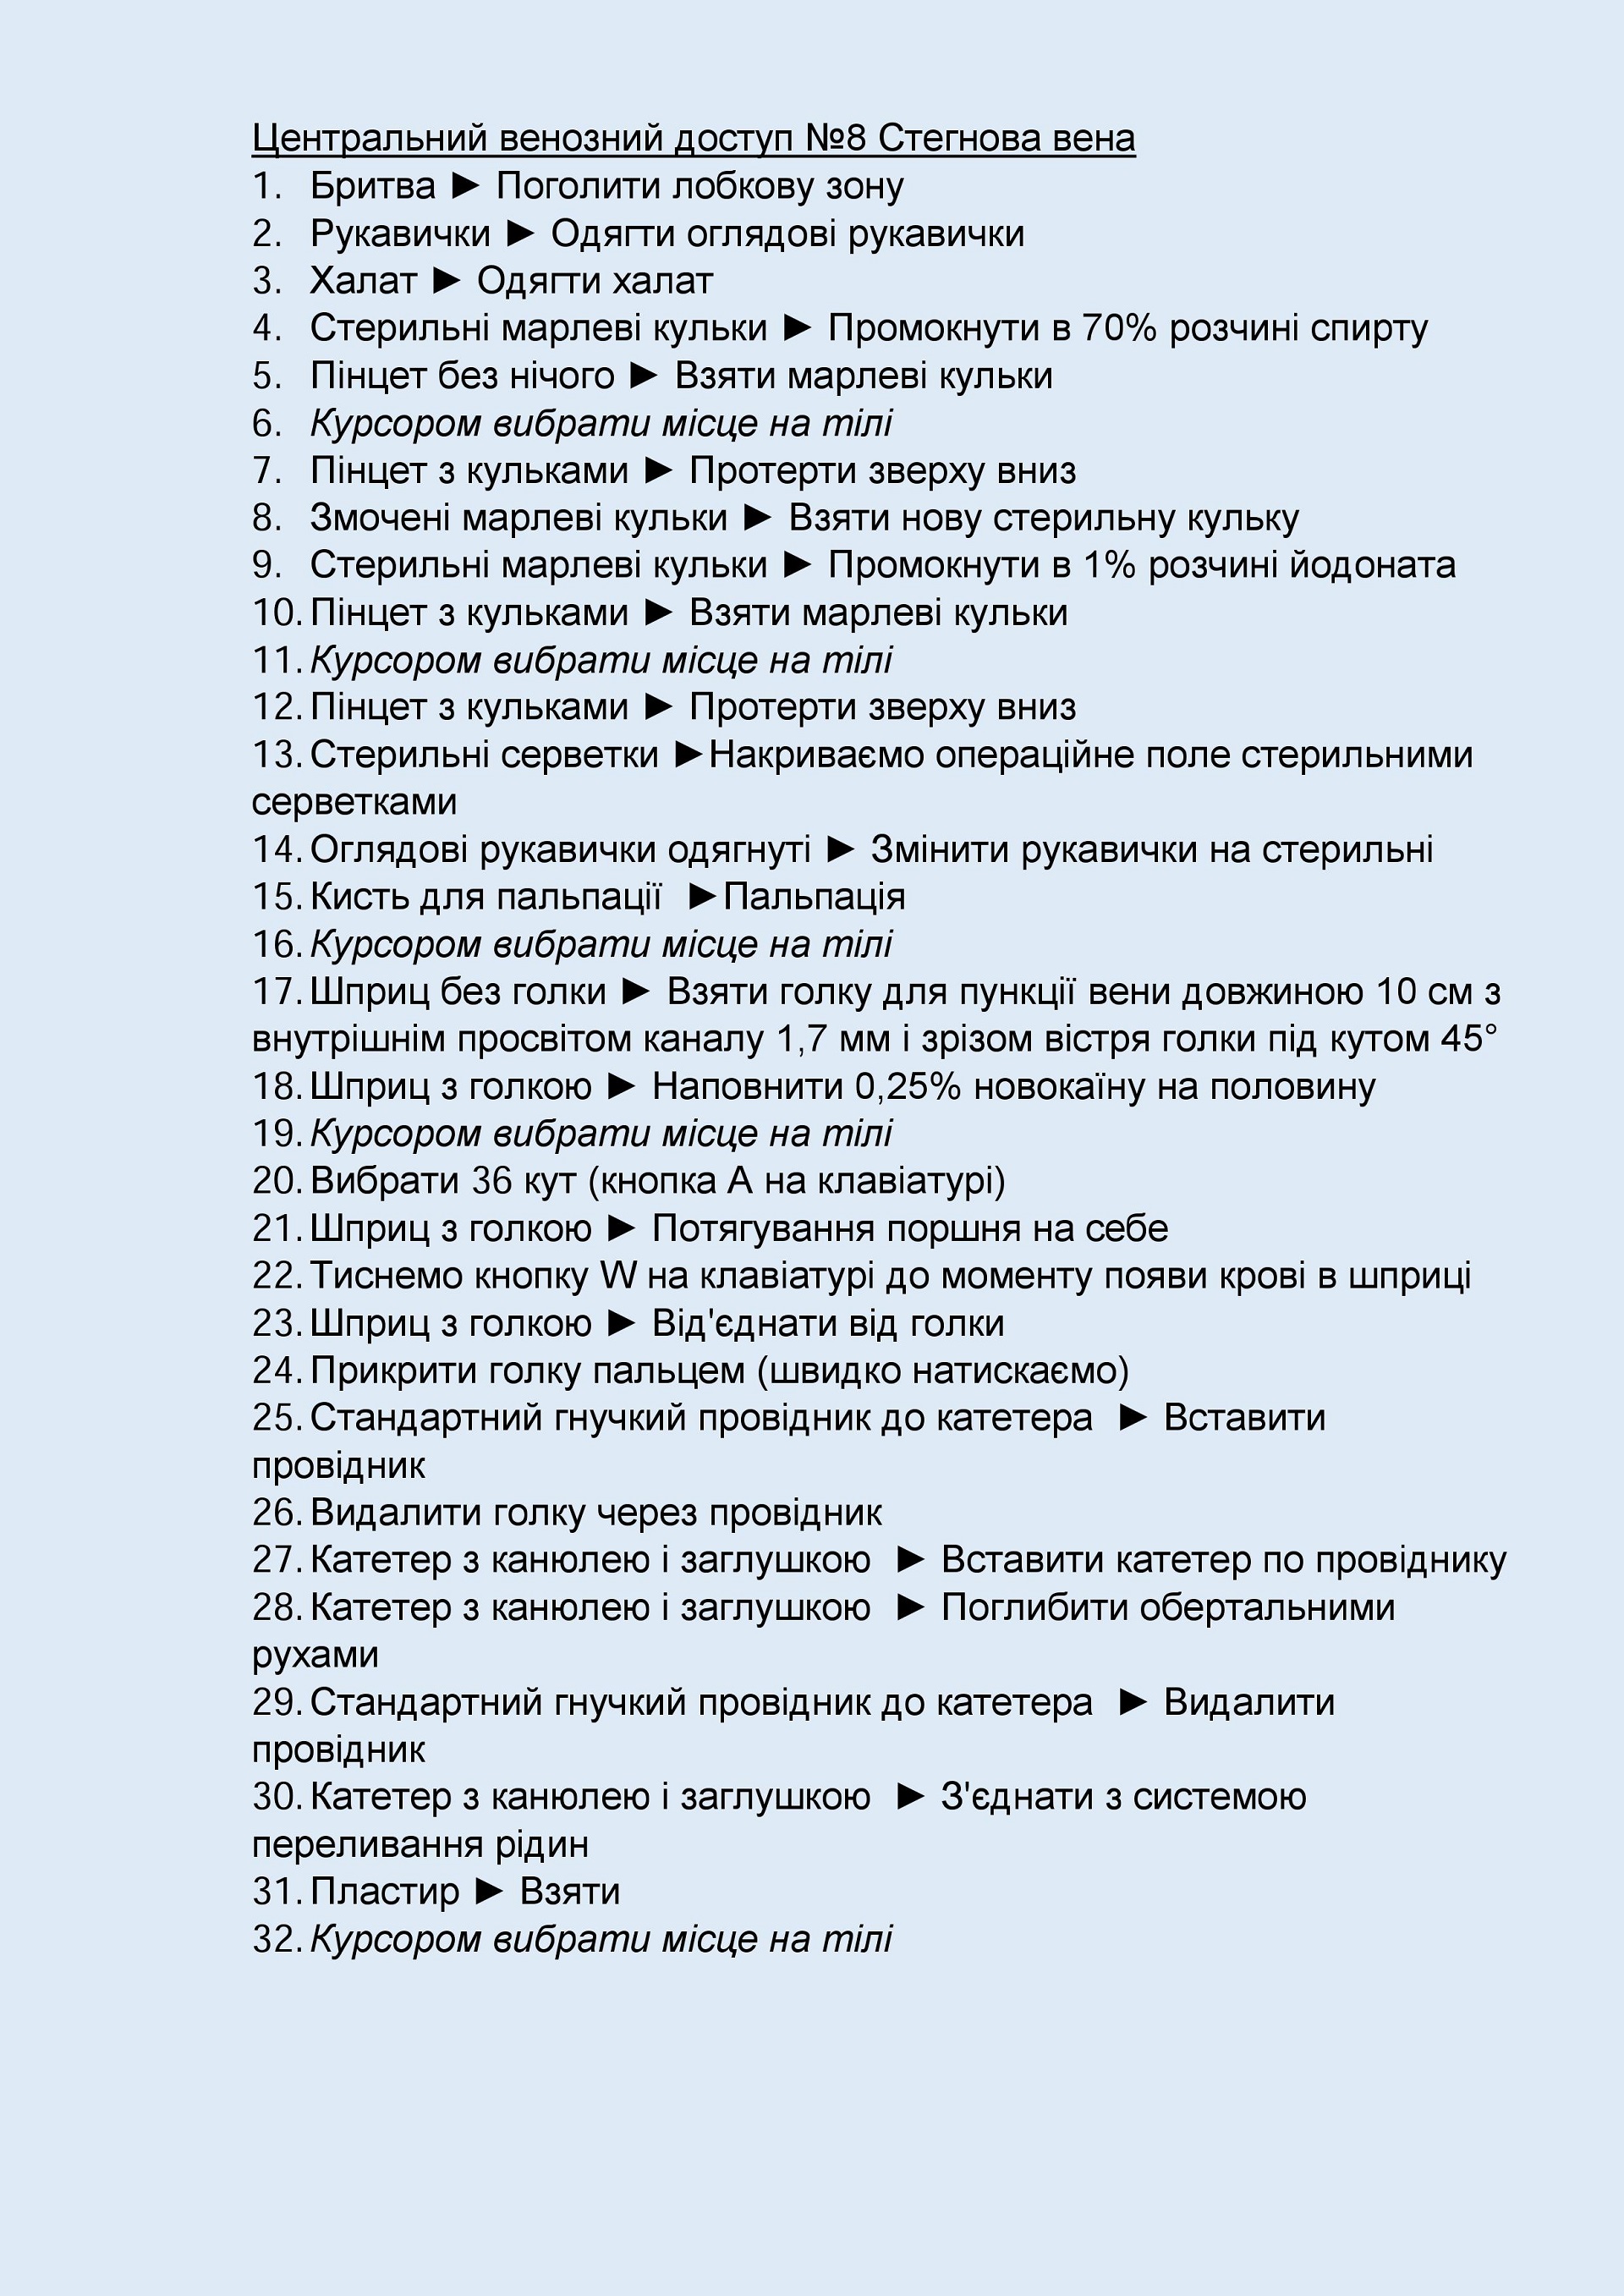 Центральний венозний доступ №8 Стегнова вена
1. Бритва ► Поголити лобкову зону
2. Рукавички ► Одягти оглядові рукавички
3. Халат ► Одягти халат
4. Стерильні марлеві кульки ► Промокнути в 70% розчині спирту
5. Пінцет без нічого ► Взяти марлеві кульки
6. Курсором вибрати місце на тілі
7. Пінцет з кульками ► Протерти зверху вниз
8. Змочені марлеві кульки ► Взяти нову стерильну кульку
9. Стерильні марлеві кульки ► Промокнути в 1% розчині йодоната
10. Пінцет з кульками ► Взяти марлеві кульки
11. Курсором вибрати місце на тілі
12. Пінцет з кульками ► Протерти зверху вниз
13. Стерильні серветки ►Накриваємо операційне поле стерильними
серветками
14. Оглядові рукавички одягнуті ► Змінити рукавички на стерильні
15. Кисть для пальпації ►Пальпація
16. Курсором вибрати місце на тілі
17. Шприц без голки ► Взяти голку для пункції вени довжиною 10 см з
внутрішнім просвітом каналу 1,7 мм і зрізом вістря голки під кутом 45°
18. Шприц з голкою ► Наповнити 0,25% новокаїну на половину
19. Курсором вибрати місце на тілі
20. Вибрати 36 кут (кнопка А на клавіатурі)
21. Шприц з голкою ► Потягування поршня на себе
22. Тиснемо кнопку W на клавіатурі до моменту появи крові в шприці
23. Шприц з голкою ► Від'єднати від голки
24. Прикрити голку пальцем (швидко натискаємо)
25. Стандартний гнучкий провідник до катетера ► Вставити
провідник
26. Видалити голку через провідник
27. Катетер з канюлею і заглушкою ► Вставити катетер по провіднику
28. Катетер з канюлею і заглушкою ► Поглибити обертальними
рухами
29. Стандартний гнучкий провідник до катетера ► Видалити
провідник
30. Катетер з канюлею і заглушкою ► З'єднати з системою
переливання рідин
31. Пластир ► Взяти
32. Курсором вибрати місце на тілі